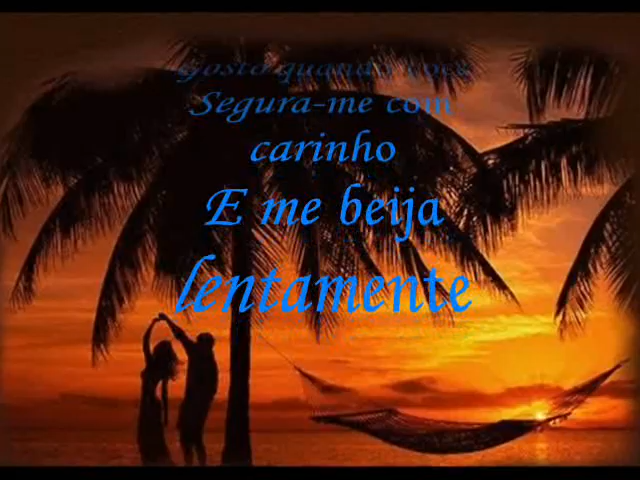 Gosto quando você
Segura-me com
carinho
E me beija
lentamente